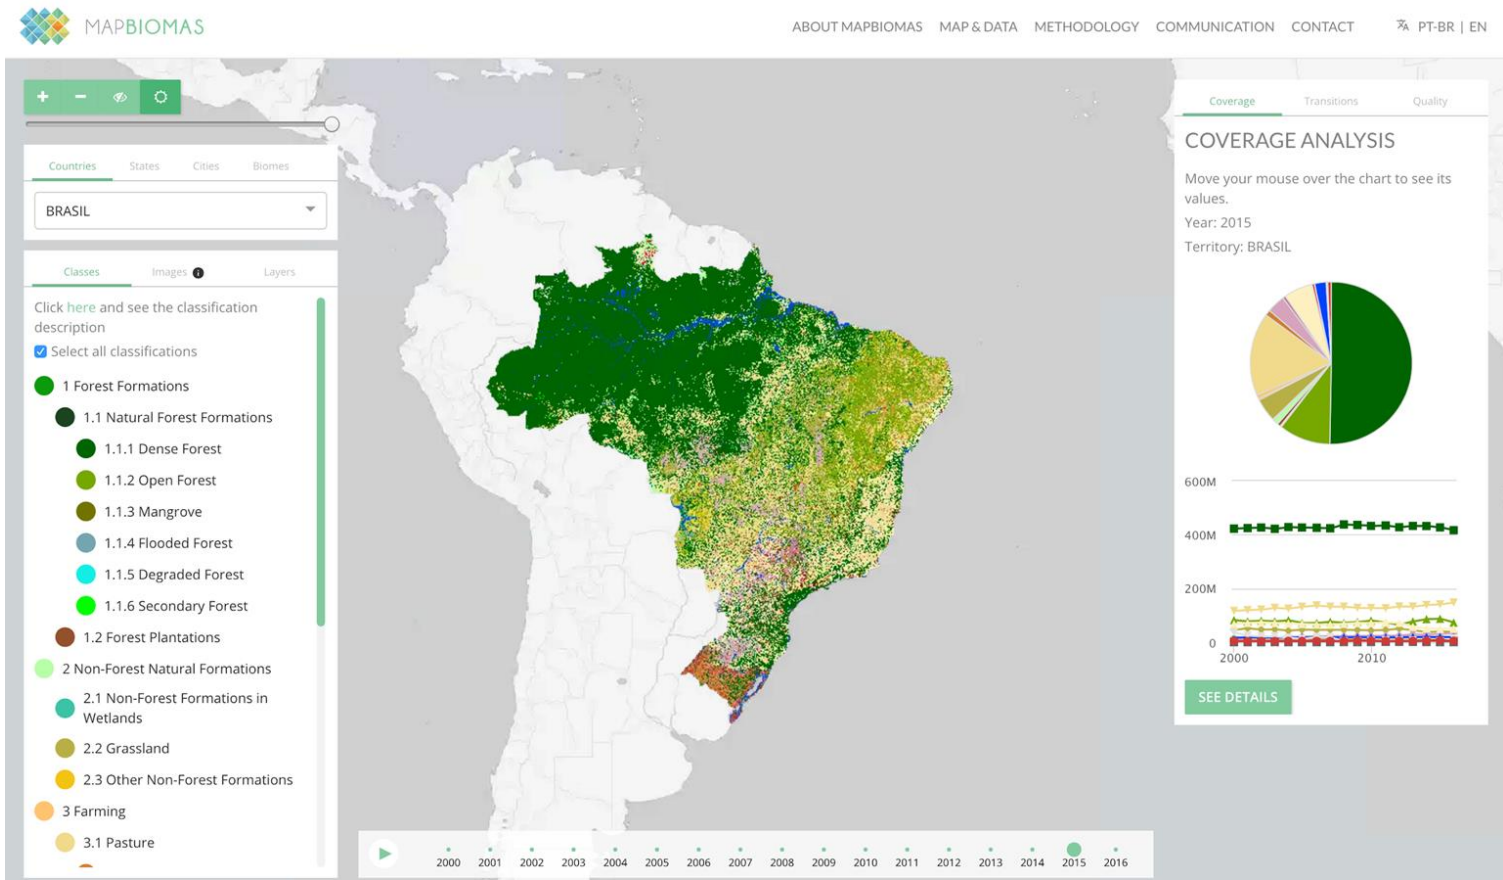 MAPBIOMAS
ABOUT MAPBIOMAS MAP & DATA METHODOLOGY COMMUNICATION CONTACT PT-BR | EN
Countries States Cities Biomes
BRASIL
Classes Images Layers
Click here and see the classification
description
Select all classifications
1 Forest Formations
1.1 Natural Forest Formations
1.1.1 Dense Forest
1.1.2 Open Forest
1.1.3 Mangrove
1.1.4 Flooded Forest
1.1.5 Degraded Forest
1.1.6 Secondary Forest
1.2 Forest Plantations
2 Non-Forest Natural Formations
2.1 Non-Forest Formations in
Wetlands
2.2 Grassland
2.3 Other Non-Forest Formations
3 Farming
3.1 Pasture
2000 2001 2002 2003 2004 2005 2006 2007 2008 2009 2010 2011 2012 2013 2014 2015 2016
Coverage Transitions Quality
COVERAGE ANALYSIS
Move your mouse over the chart to see its
values.
Year: 2015
Territory: BRASIL
600M
400M
200M
0
2000 2010
SEE DETAILS